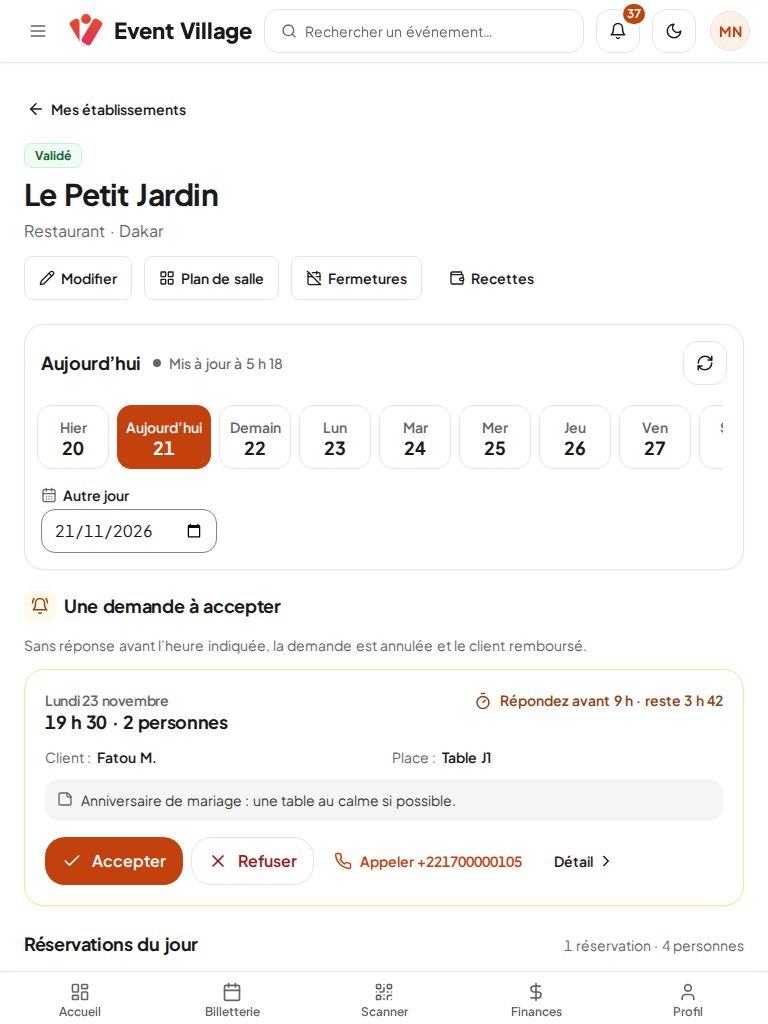 Event Village
Rechercher un événement…
37
MN
Mes établissements
Validé
Le Petit Jardin
Restaurant · Dakar
Modifier
Plan de salle
Fermetures
Recettes
Aujourd’hui
Mis à jour à 5 h 18
Hier
20
Aujourd’hui
21
Demain
22
Lun
23
Mar
24
Mer
25
Jeu
26
Ven
27
Autre jour
21/11/2026
Une demande à accepter
Sans réponse avant l’heure indiquée, la demande est annulée et le client remboursé.
Lundi 23 novembre
Répondez avant 9 h · reste 3 h 42
19 h 30 · 2 personnes
Client : Fatou M.
Place : Table J1
Anniversaire de mariage : une table au calme si possible.
Accepter
Refuser
Appeler +221700000105
Détail
Réservations du jour
1 réservation · 4 personnes
Accueil
Billetterie
Scanner
Finances
Profil